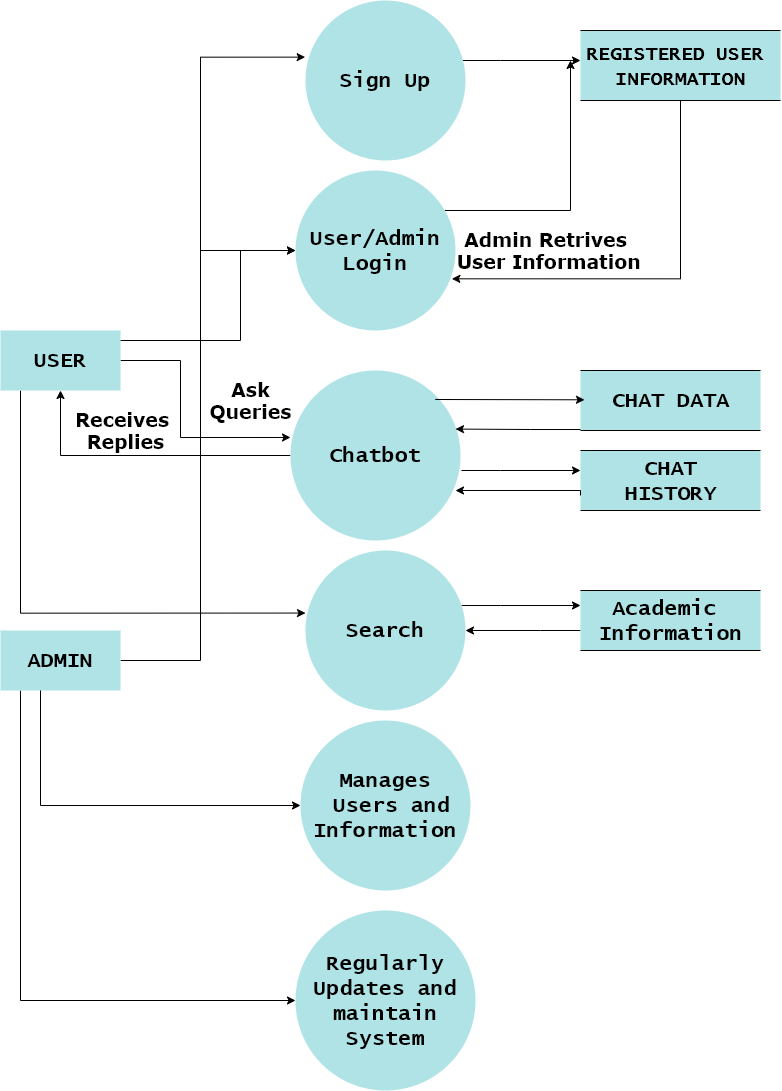 Sign Up
REGISTERED USER
INFORMATION
User/Admin
Login
Admin Retrives
User Information
USER
Ask
Queries
Receives
Replies
Chatbot
CHAT DATA
CHAT
HISTORY
Search
Academic
Information
ADMIN
Manages
Users and
Information
Regularly
Updates and
maintain
System